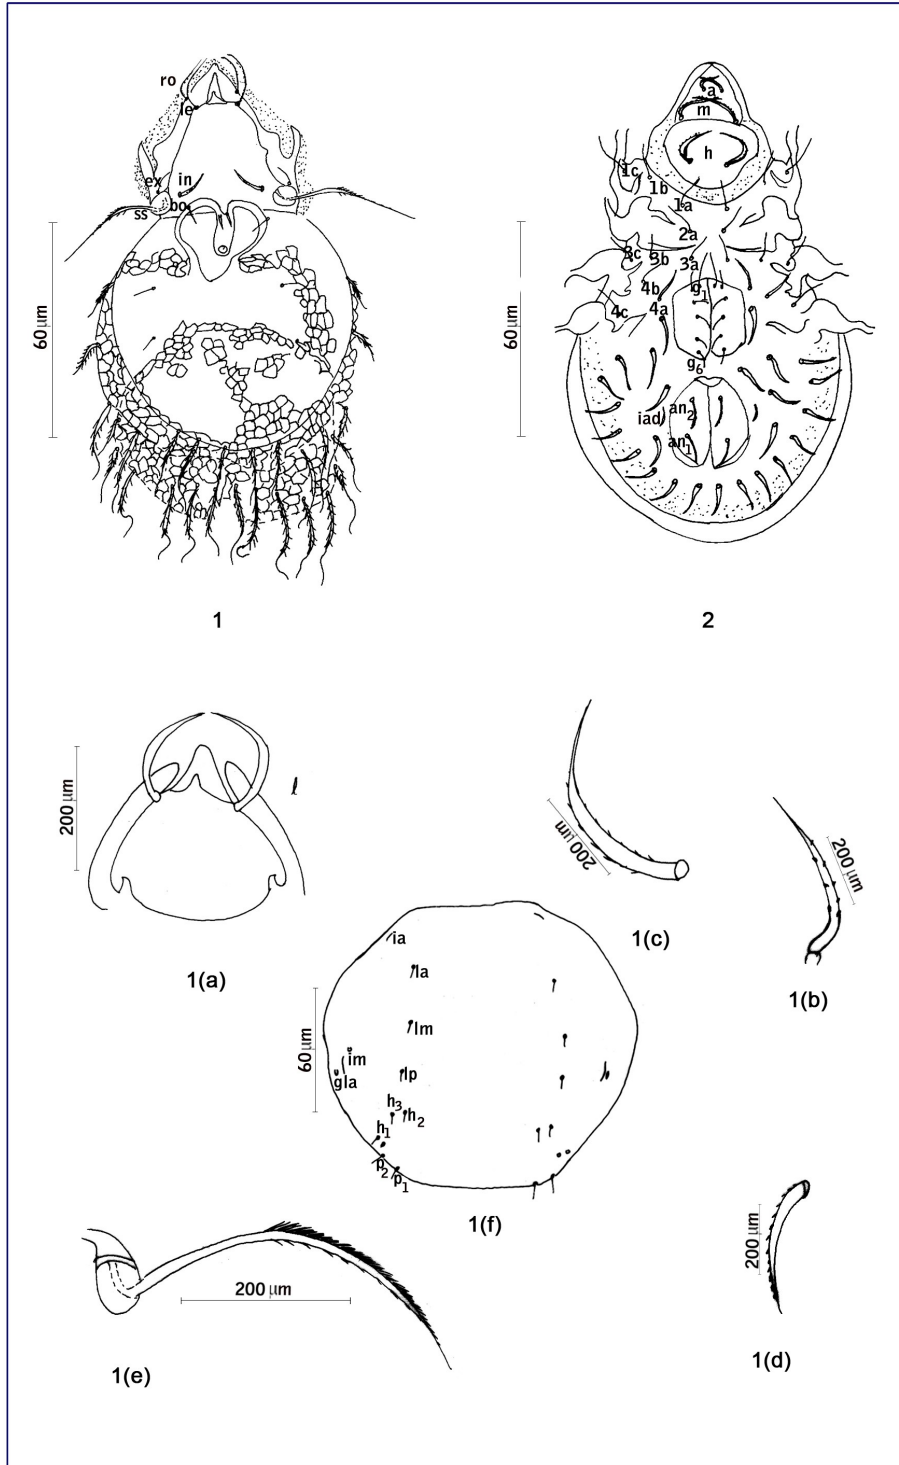 ro
le
ex
in
ss
bo
60 µm
1
a
m
h
1c
1b
1a
2a
3c
3b
3a
4b
g1
4c
4a
g6
iad
an2
an1
60 µm
2
200 µm
l
1(a)
200 µm
1(c)
200 µm
1(b)
ia
la
lm
im
gla
lp
h3
h2
h1
p2
p1
60 µm
1(f)
200 µm
1(e)
200 µm
1(d)